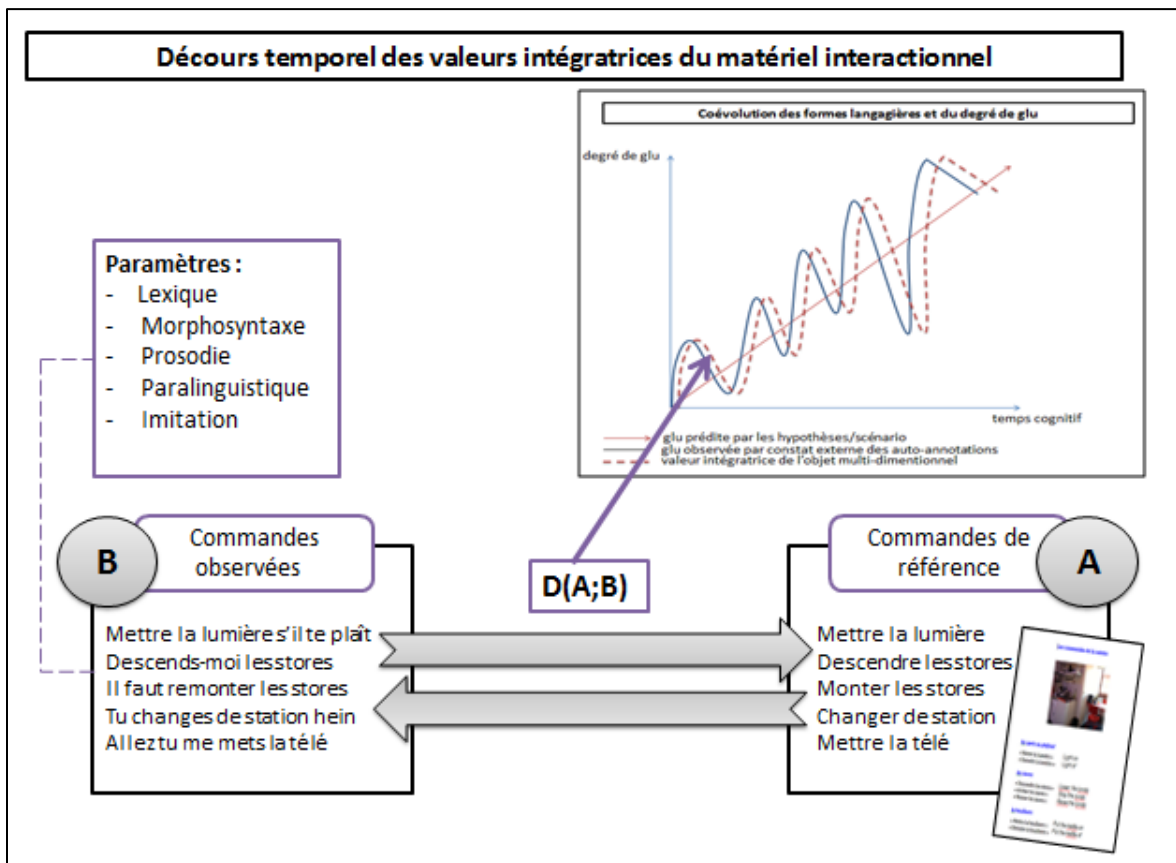 Décours temporel des valeurs intégratrices du matériel interactionnel
Coévolution des formes langagières et du degré de glu
degré de glu
temps cognitif
glu prédite par les hypothèses/scénario
glu observée par constat externe des auto-annotations
valeur intégratrice de l'objet multi-dimentionnel
Paramètres :
- Lexique
- Morphosyntaxe
- Prosodie
- Paralinguistique
- Imitation
B
Commandes
observées
Mettre la lumière s'il te plaît
Descends-moi les stores
Il faut remonter les stores
Tu changes de station hein
Allez tu me mets la télé
D(A;B)
Commandes de
référence
A
Mettre la lumière
Descendre les stores
Monter les stores
Changer de station
Mettre la télé